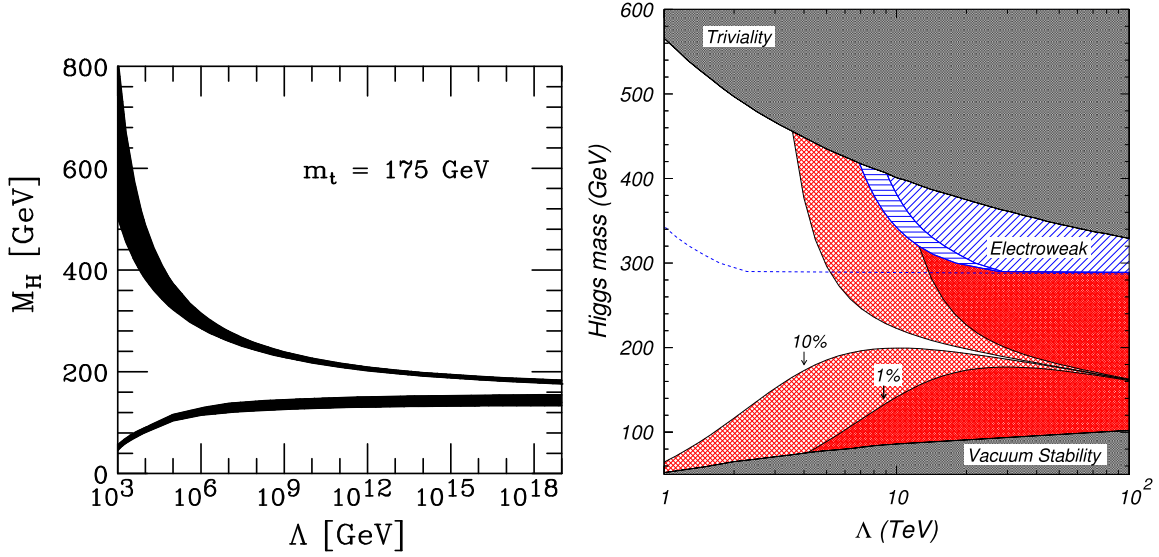 800
600
400
200
0
M_H [GeV]
m_t = 175 GeV
10^3
10^6
10^9
10^12
10^15
10^18
Λ [GeV]
600
500
400
300
200
100
Higgs mass (GeV)
Triviality
Electroweak
10%
1%
Vacuum Stability
1
10
10^2
Λ (TeV)